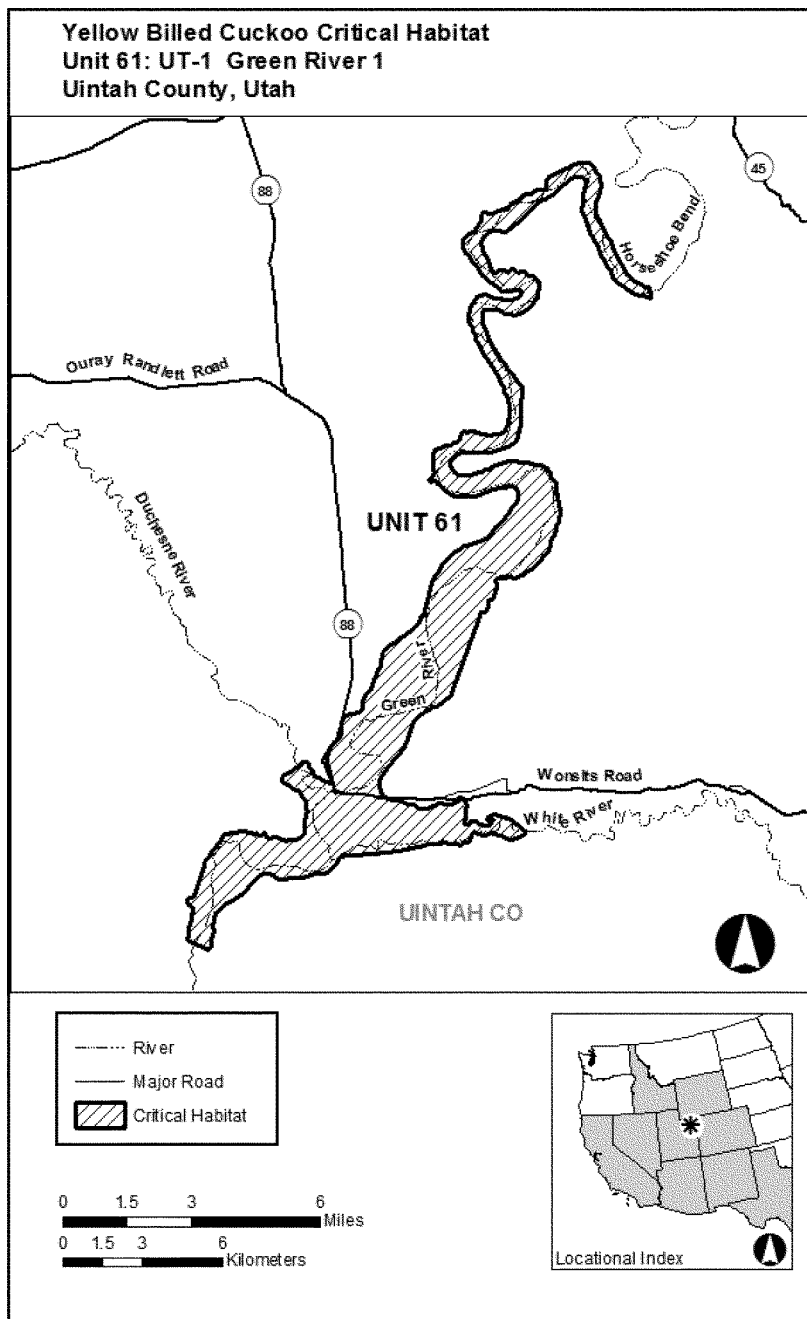 Yellow Billed Cuckoo Critical Habitat
Unit 61: UT-1 Green River 1
Uintah County, Utah
88
45
Horseshoe Bend
Ouray Randlett Road
Duchesne River
UNIT 61
88
Green River
Wonsits Road
White River
UINTAH CO
River
Major Road
Critical Habitat
0 1.5 3 6
Miles
0 1.5 3 6
Kilometers
Locational Index